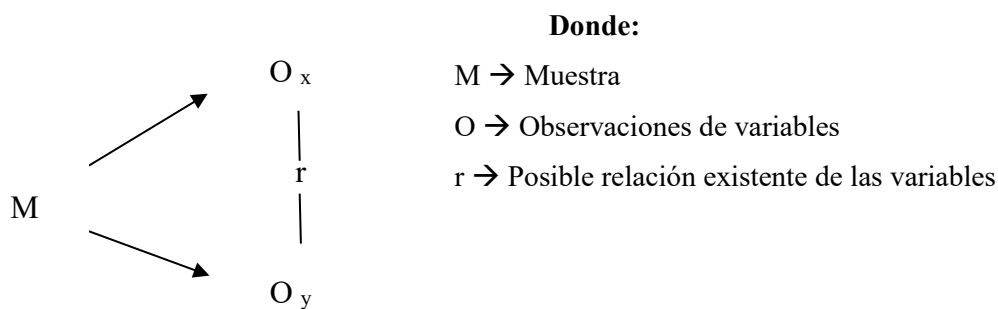 Donde:
O x
M → Muestra
O → Observaciones de variables
r
r → Posible relación existente de las variables
M
O y